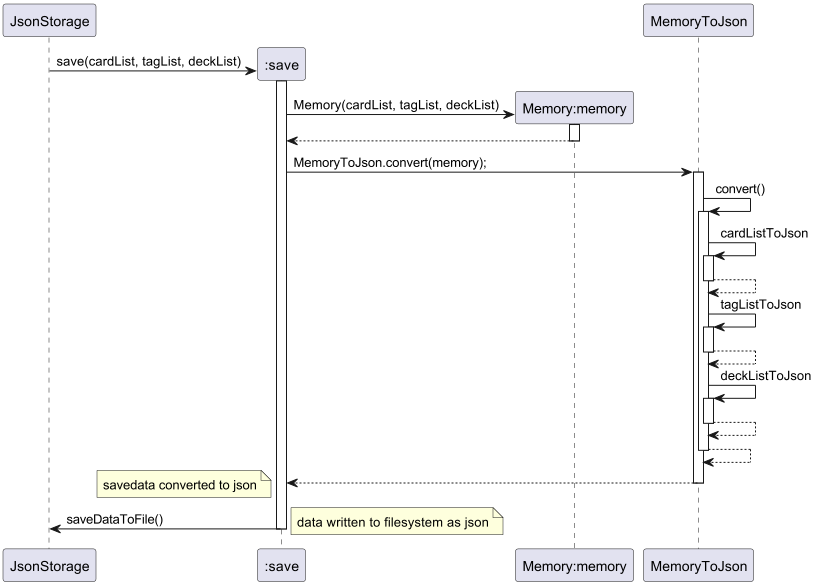 JsonStorage
MemoryToJson
save(cardList, tagList, deckList)
:save
Memory(cardList, tagList, deckList)
Memory:memory
MemoryToJson.convert(memory);
convert()
cardListToJson
tagListToJson
deckListToJson
savedata converted to json
saveDataToFile()
data written to filesystem as json
JsonStorage
:save
Memory:memory
MemoryToJson